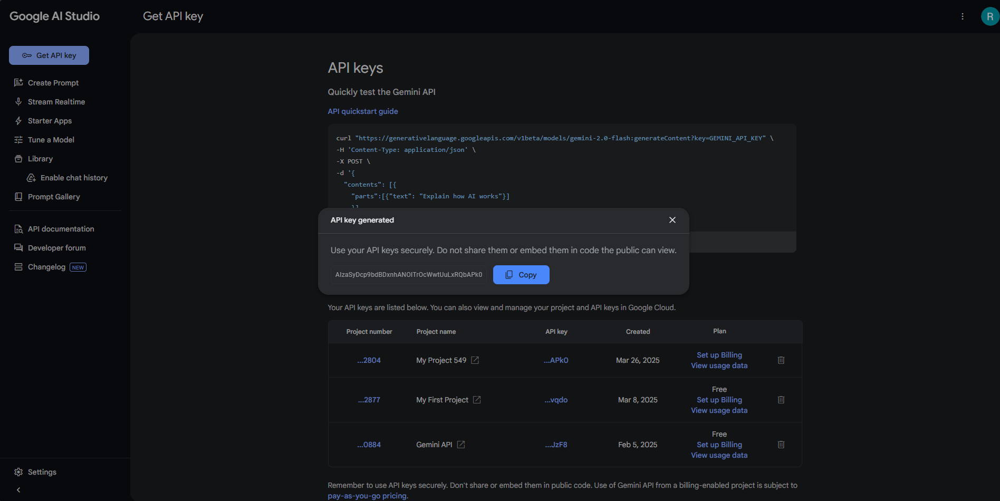 Google AI Studio
Get API key
R
Get API key
Create Prompt
Stream Realtime
Starter Apps
Tune a Model
Library
Enable chat history
Prompt Gallery
API documentation
Developer forum
Changelog NEW
Settings
API keys
Quickly test the Gemini API
API quickstart guide
curl "https://generativelanguage.googleapis.com/v1beta/models/gemini-2.0-flash:generateContent?key=GEMINI_API_KEY" \
-H 'Content-Type: application/json' \
-X POST \
-d '{
"contents": [{
"parts":[{"text": "Explain how AI works"}]
}]
API key generated
Use your API keys securely. Do not share them or embed them in code the public can view.
AIzaSyDcp9bdBDxnhANOITrOcWwtUuLxRQbAPk0
Copy
Your API keys are listed below. You can also view and manage your project and API keys in Google Cloud.
Project number Project name API key Created Plan
...2804 My Project 549 ...APk0 Mar 26, 2025 Set up Billing
View usage data
Free
...2877 My First Project ...vqdo Mar 8, 2025 Set up Billing
View usage data
Free
...0884 Gemini API ...JzF8 Feb 5, 2025 Set up Billing
View usage data
Remember to use API keys securely. Don't share or embed them in public code. Use of Gemini API from a billing-enabled project is subject to
pay-as-you-go pricing.